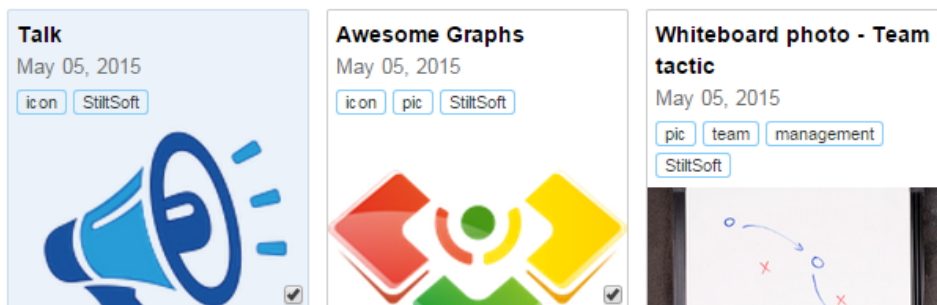 Talk
May 05, 2015
icon StiltSoft
Awesome Graphs
May 05, 2015
icon pic StiltSoft
Whiteboard photo - Team
tactic
May 05, 2015
pic team management
StiltSoft